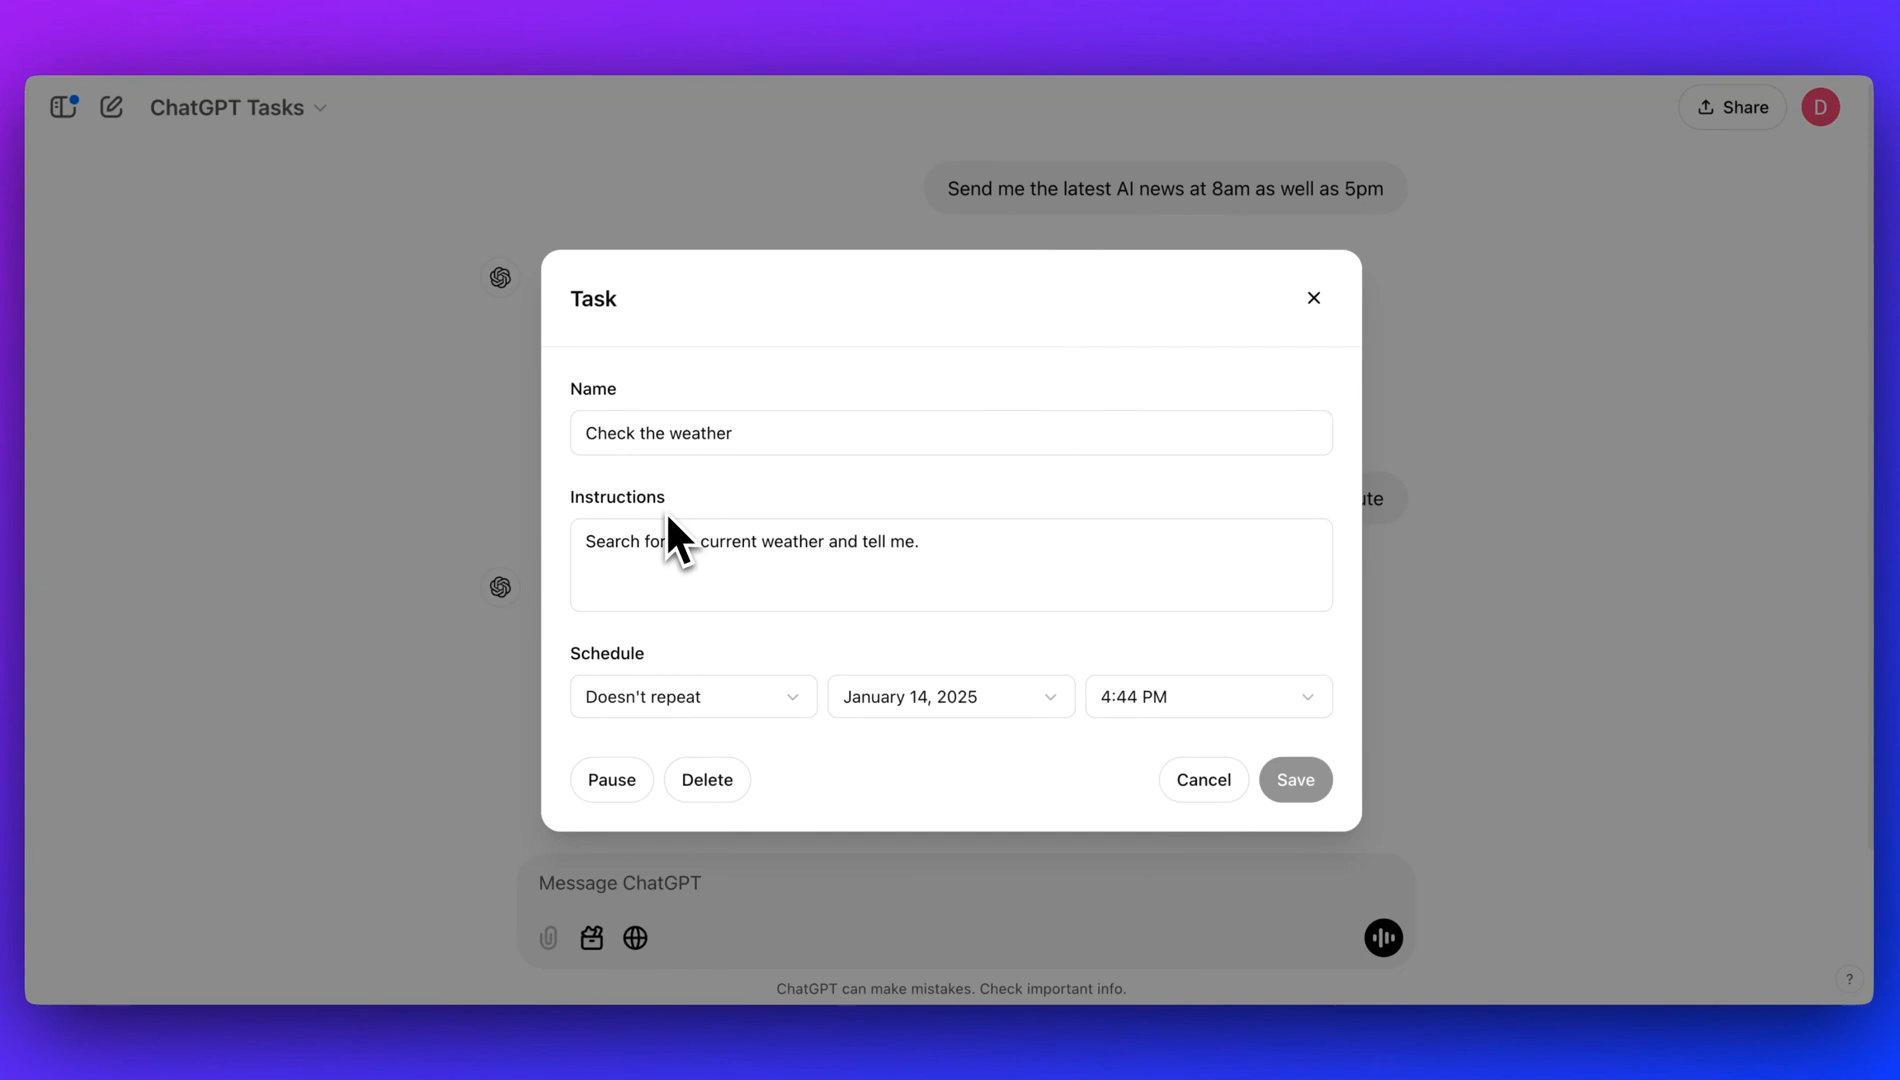 ChatGPT Tasks
Share
D
Send me the latest AI news at 8am as well as 5pm
Task
Name
Check the weather
Instructions
Search for current weather and tell me.
Schedule
Doesn't repeat
January 14, 2025
4:44 PM
Pause
Delete
Cancel
Save
Message ChatGPT
ChatGPT can make mistakes. Check important info.
?